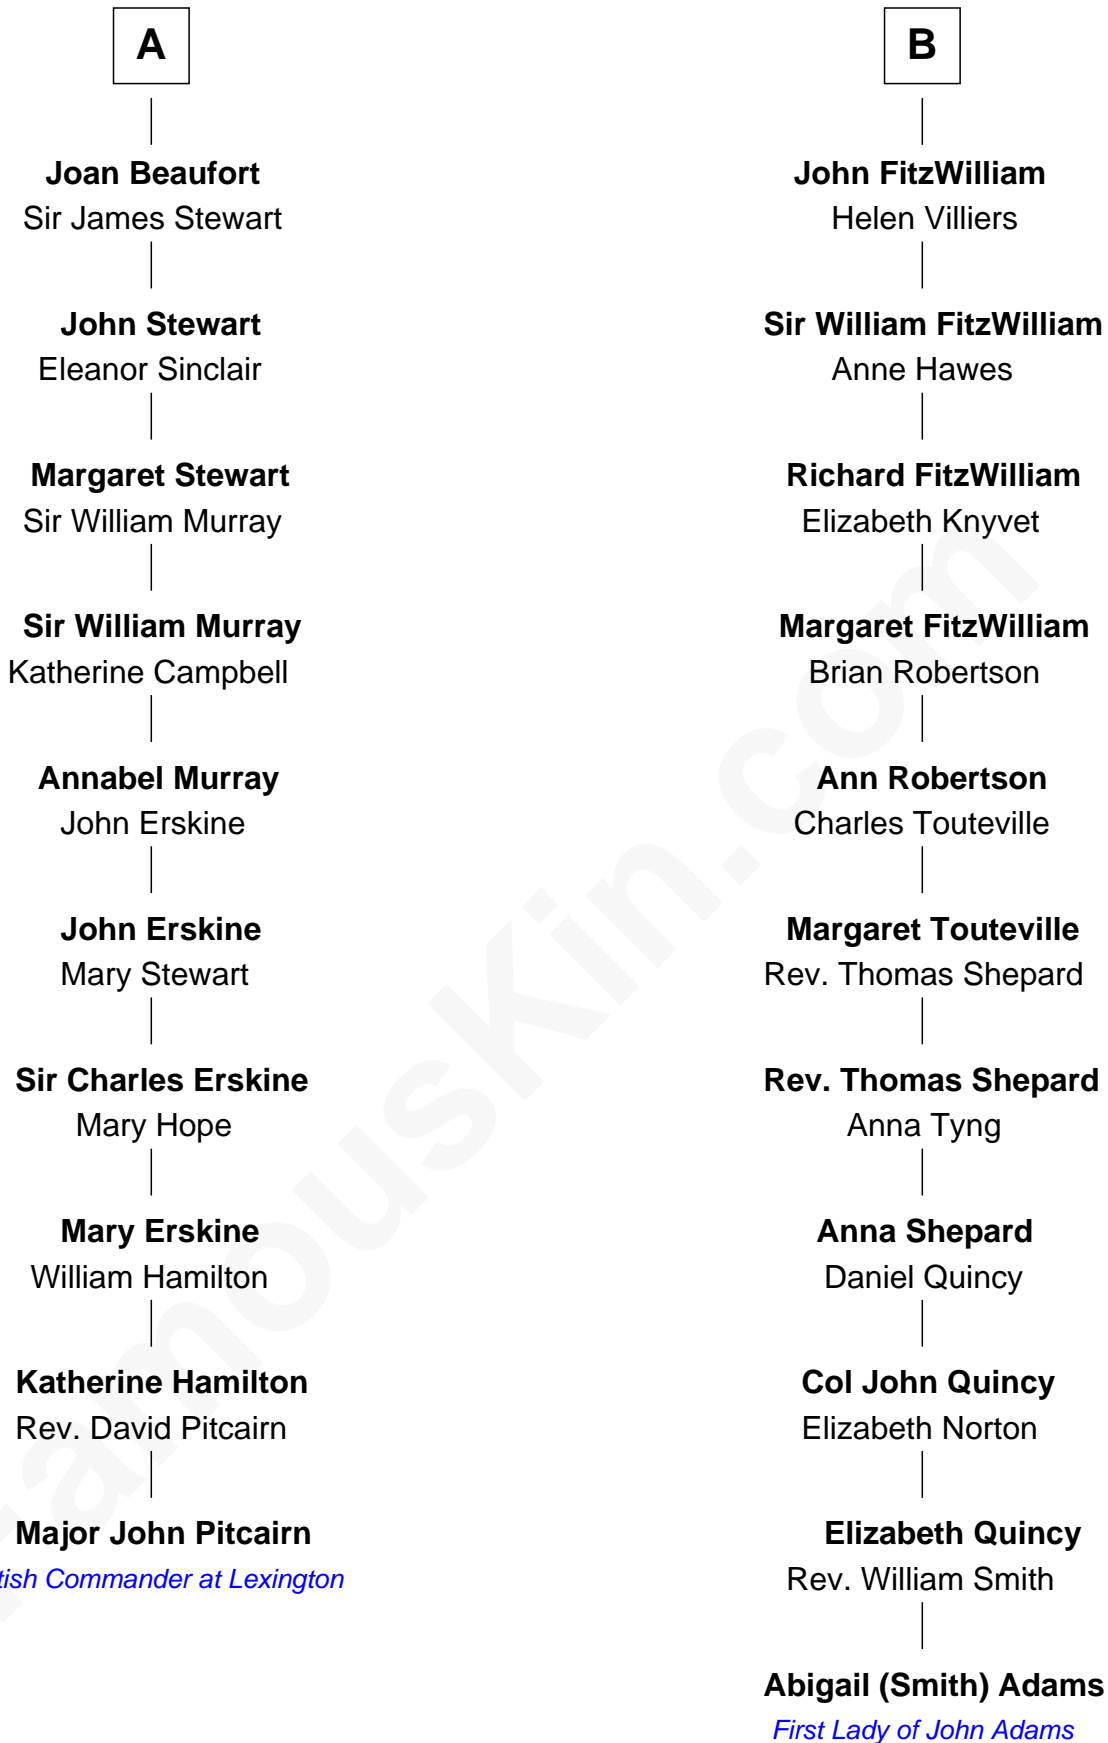 A
Joan Beaufort
Sir James Stewart
John Stewart
Eleanor Sinclair
Margaret Stewart
Sir William Murray
Sir William Murray
Katherine Campbell
Annabel Murray
John Erskine
John Erskine
Mary Stewart
Sir Charles Erskine
Mary Hope
Mary Erskine
William Hamilton
Katherine Hamilton
Rev. David Pitcairn
Major John Pitcairn
Commander at Lexington
B
John FitzWilliam
Helen Villiers
Sir William FitzWilliam
Anne Hawes
Richard FitzWilliam
Elizabeth Knyvet
Margaret FitzWilliam
Brian Robertson
Ann Robertson
Charles Touteville
Margaret Touteville
Rev. Thomas Shepard
Rev. Thomas Shepard
Anna Tyng
Anna Shepard
Daniel Quincy
Col John Quincy
Elizabeth Norton
Elizabeth Quincy
Rev. William Smith
Abigail (Smith) Adams
First Lady of John Adams
FamousKin.com